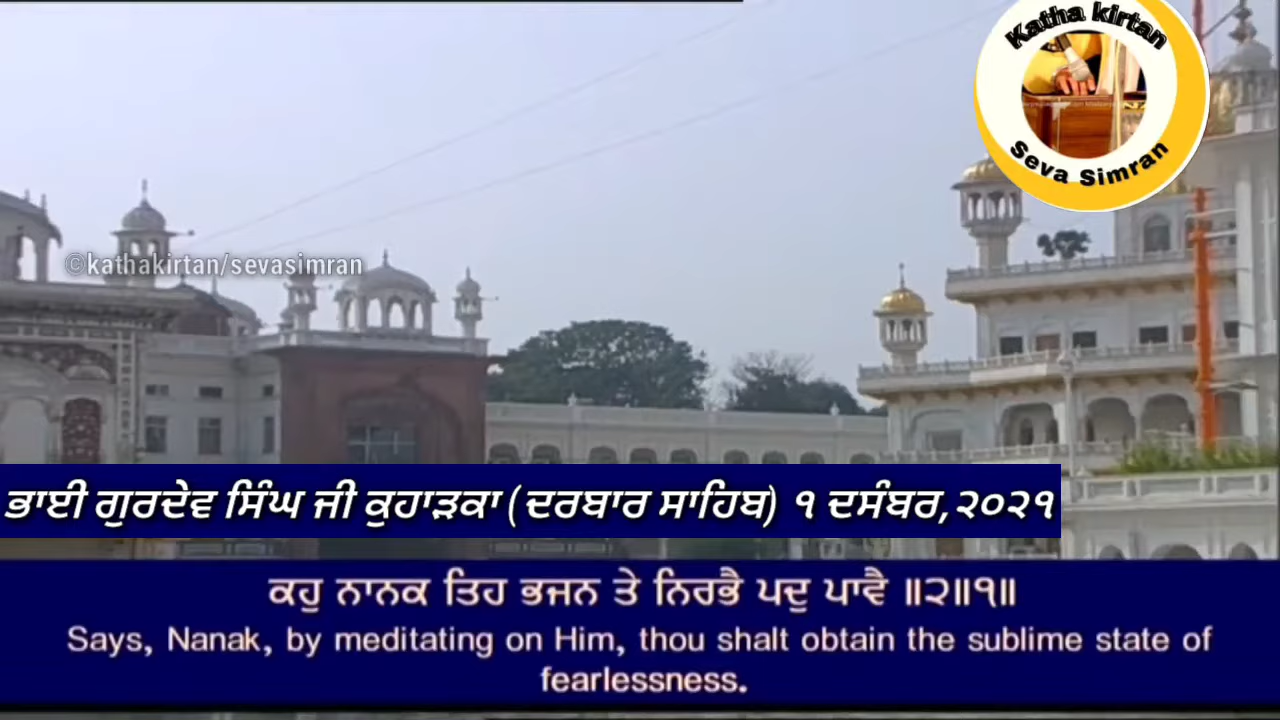 Katha kirtan
Seva Simran
©kathakirtan/sevasimran
ਭਾਈ ਗੁਰਦੇਵ ਸਿੰਘ ਜੀ ਕੁਹਾੜਕਾ (ਦਰਬਾਰ ਸਾਹਿਬ) ੧ ਦਸੰਬਰ,੨੦੨੧
ਕਹੁ ਨਾਨਕ ਤਿਹ ਭਜਨ ਤੇ ਨਿਰਭੈ ਪਦੁ ਪਾਵੈ ॥੨॥੧॥
Says, Nanak, by meditating on Him, thou shalt obtain the sublime state of
fearlessness.